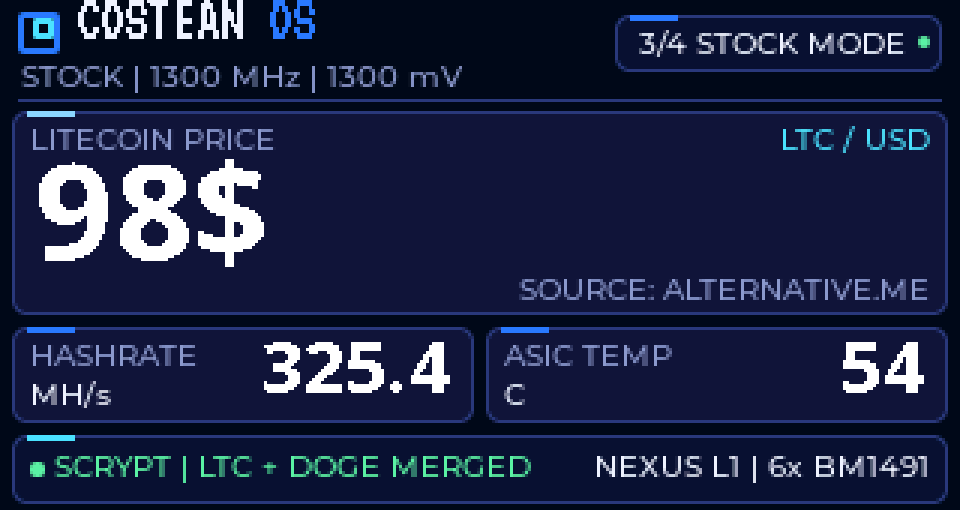 COSTEAN OS
3/4 STOCK MODE
STOCK | 1300 MHz | 1300 mV
LITECOIN PRICE
LTC / USD
98$
SOURCE: ALTERNATIVE.ME
HASHRATE
325.4
MH/s
ASIC TEMP
54
C
SCRYPT | LTC + DOGE MERGED
NEXUS L1 | 6x BM1491